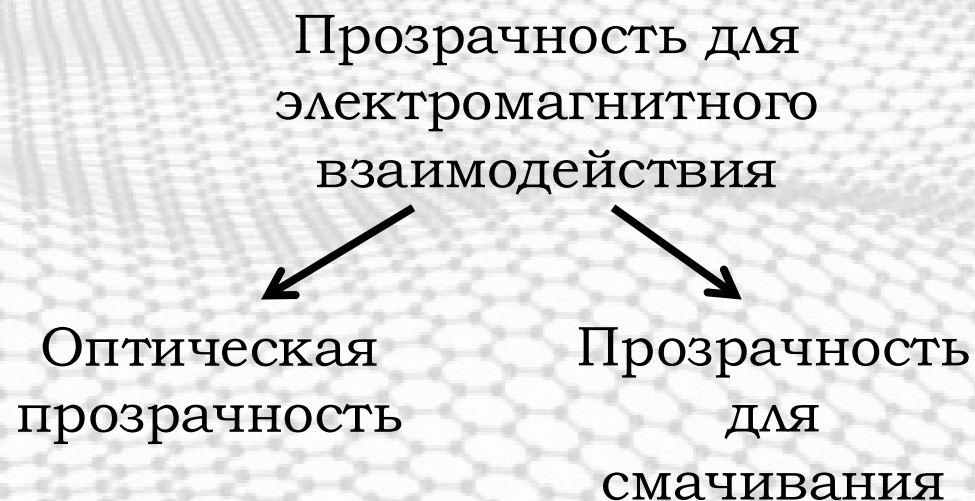 Прозрачность для
электромагнитного
взаимодействия
Оптическая
прозрачность
Прозрачность
для
смачивания